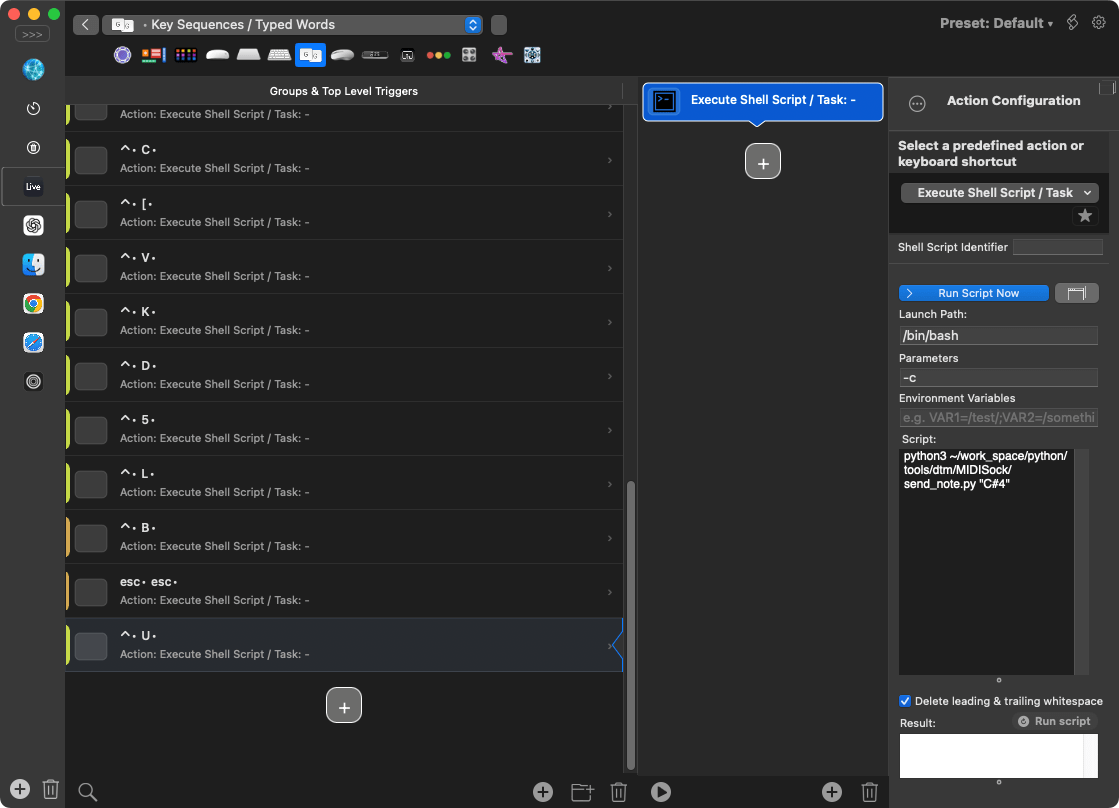 >>>
• Key Sequences / Typed Words
Preset: Default ▾
Live
Groups & Top Level Triggers
Action: Execute Shell Script / Task: -
^• C•
Action: Execute Shell Script / Task: -
^• [•
Action: Execute Shell Script / Task: -
^• V•
Action: Execute Shell Script / Task: -
^• K•
Action: Execute Shell Script / Task: -
^• D•
Action: Execute Shell Script / Task: -
^• 5•
Action: Execute Shell Script / Task: -
^• L•
Action: Execute Shell Script / Task: -
^• B•
Action: Execute Shell Script / Task: -
esc• esc•
Action: Execute Shell Script / Task: -
^• U•
Action: Execute Shell Script / Task: -
Execute Shell Script / Task: -
Action Configuration
Select a predefined action or
keyboard shortcut
Execute Shell Script / Task
Shell Script Identifier
Run Script Now
Launch Path:
/bin/bash
Parameters
-c
Environment Variables
e.g. VAR1=/test/;VAR2=/somethi
Script:
python3 ~/work_space/python/
tools/dtm/MIDISock/
send_note.py "C#4"
Delete leading & trailing whitespace
Result:
Run script